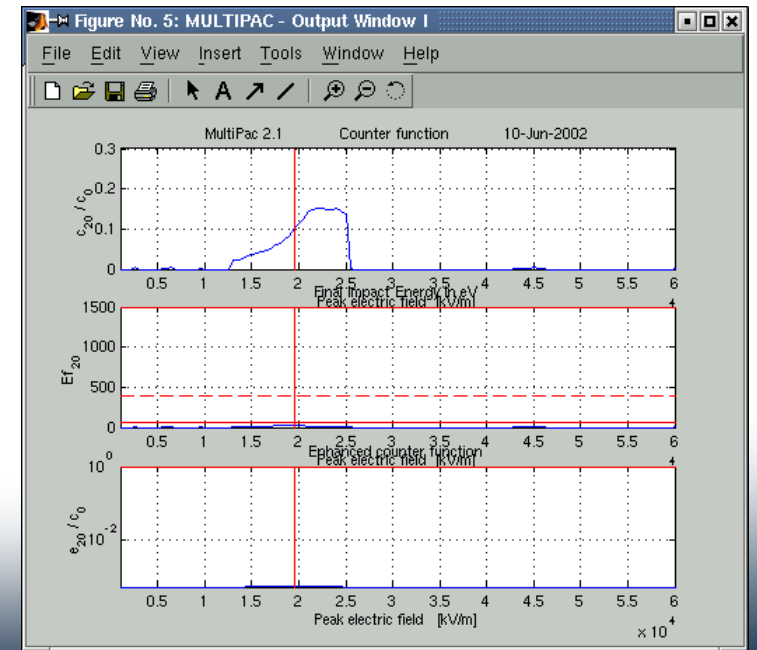 Figure No. 5: MULTIPAC - Output Window I
File Edit View Insert Tools Window Help
A
MultiPac 2.1 Counter function 10-Jun-2002
0.3
0.2
0.1
0
c20 / c0
0.5 1 1.5 2 2.5 3 3.5 4 4.5 5 5.5 6
Final Impact Energy in eV
Peak electric field [kV/m]
4
1500
1000
500
0
Ef20
0.5 1 1.5 2 2.5 3 3.5 4 4.5 5 5.5 6
Enhanced counter function
Peak electric field [kV/m]
4
10^0
10^-2
e20 / c0
0.5 1 1.5 2 2.5 3 3.5 4 4.5 5 5.5 6
Peak electric field [kV/m]
x 10^4